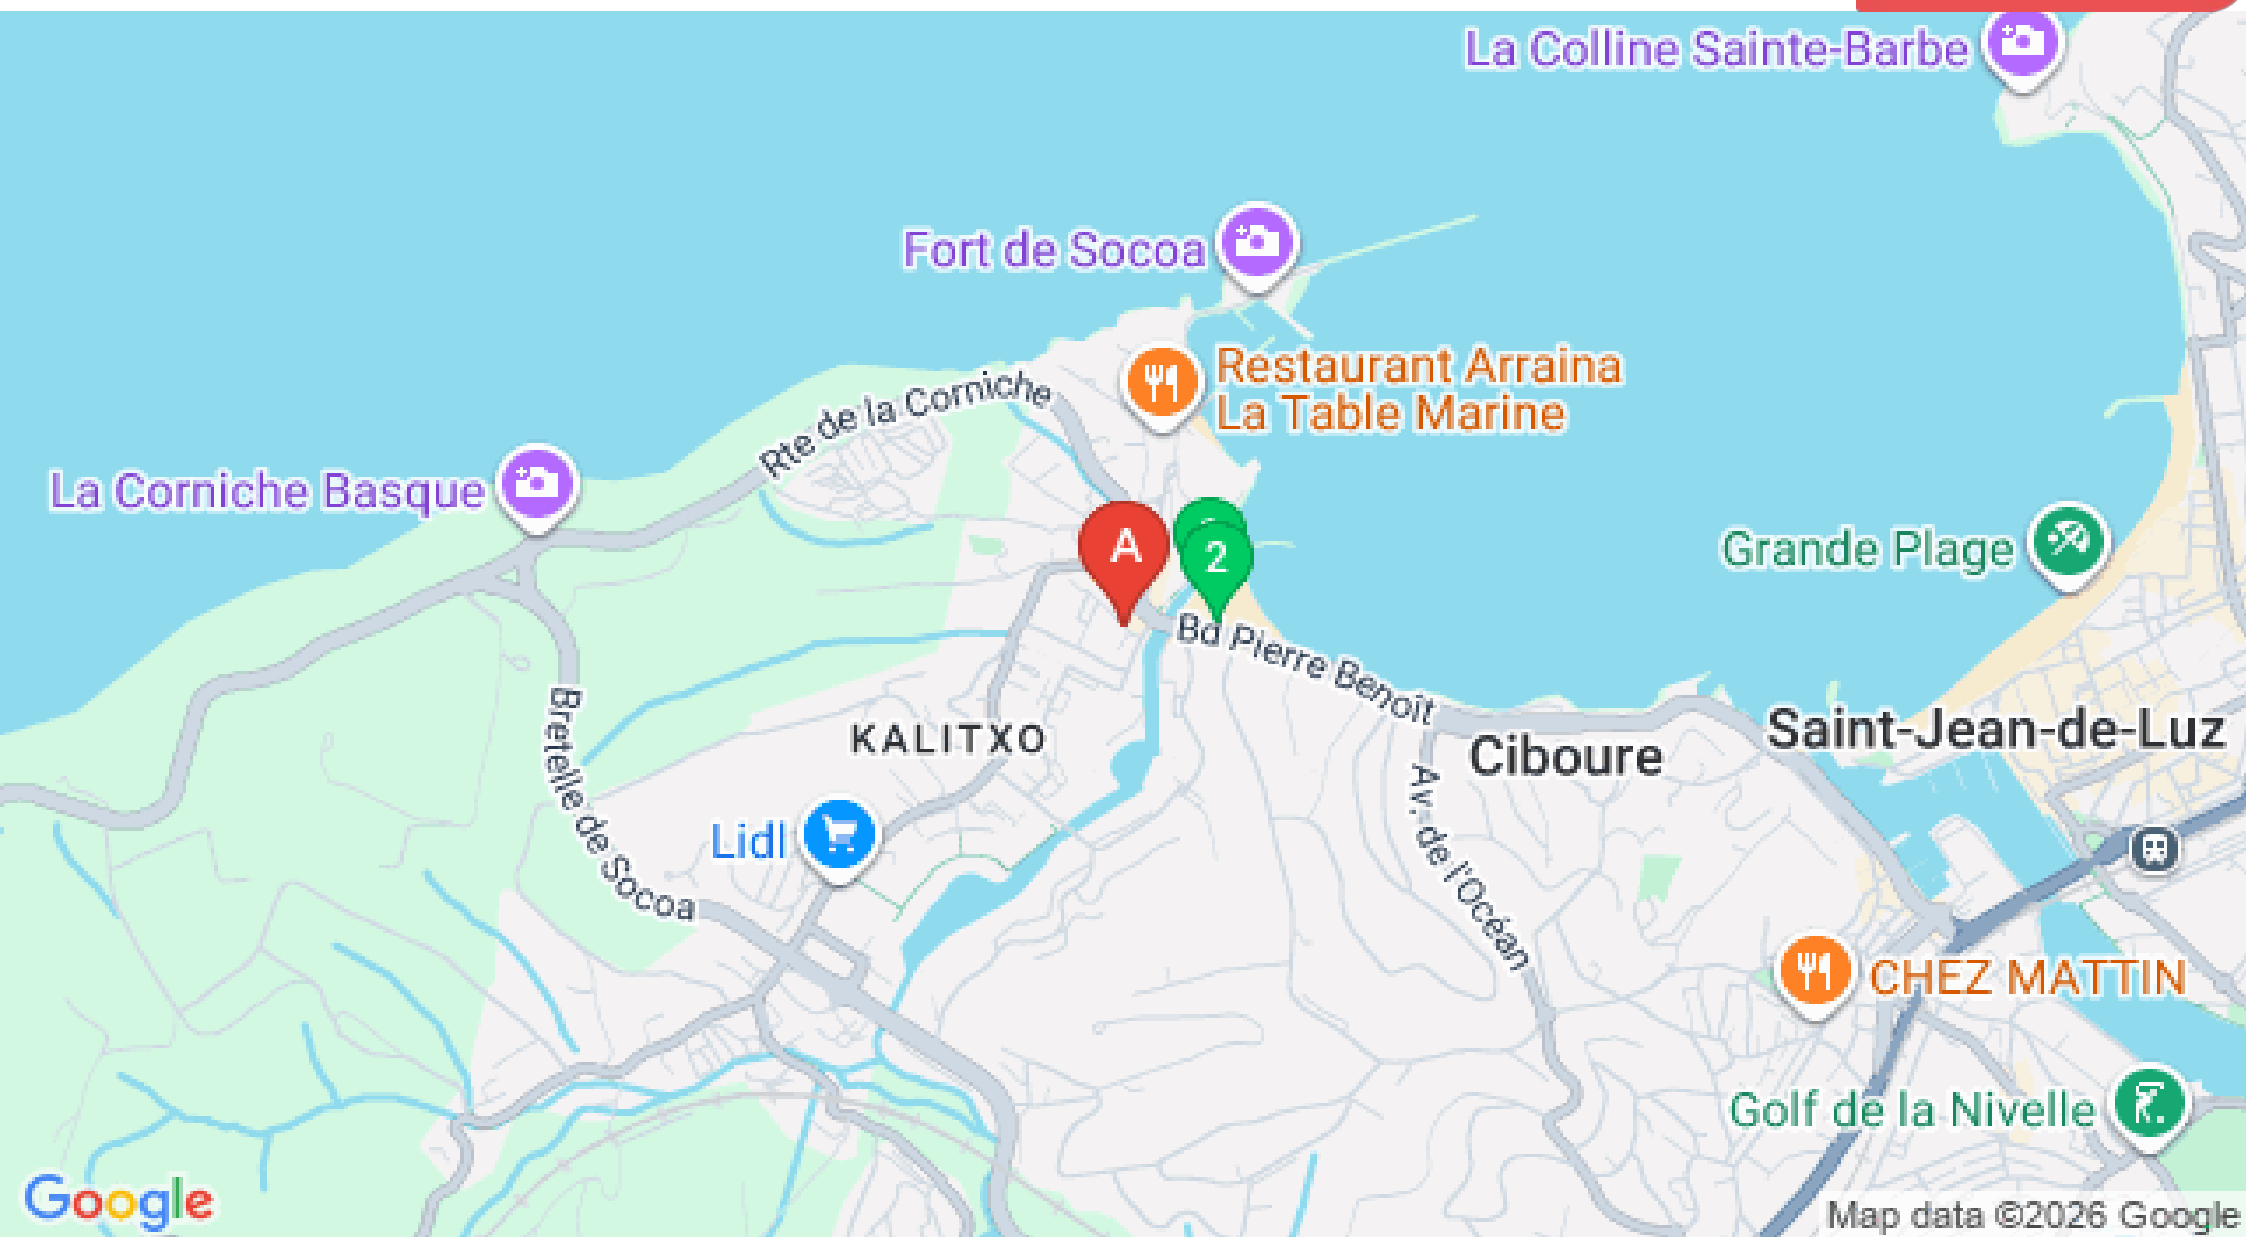 La Colline Sainte-Barbe
Fort de Socoa
Restaurant Arraina
La Table Marine
Rte de la Corniche
La Corniche Basque
A
2
Grande Plage
Bd Pierre Benoît
Bretelle de Socoa
KALITXO
Ciboure
Saint-Jean-de-Luz
Lidl
Av. de l'Océan
CHEZ MATTIN
Golf de la Nivelle
Google
Map data ©2026 Google